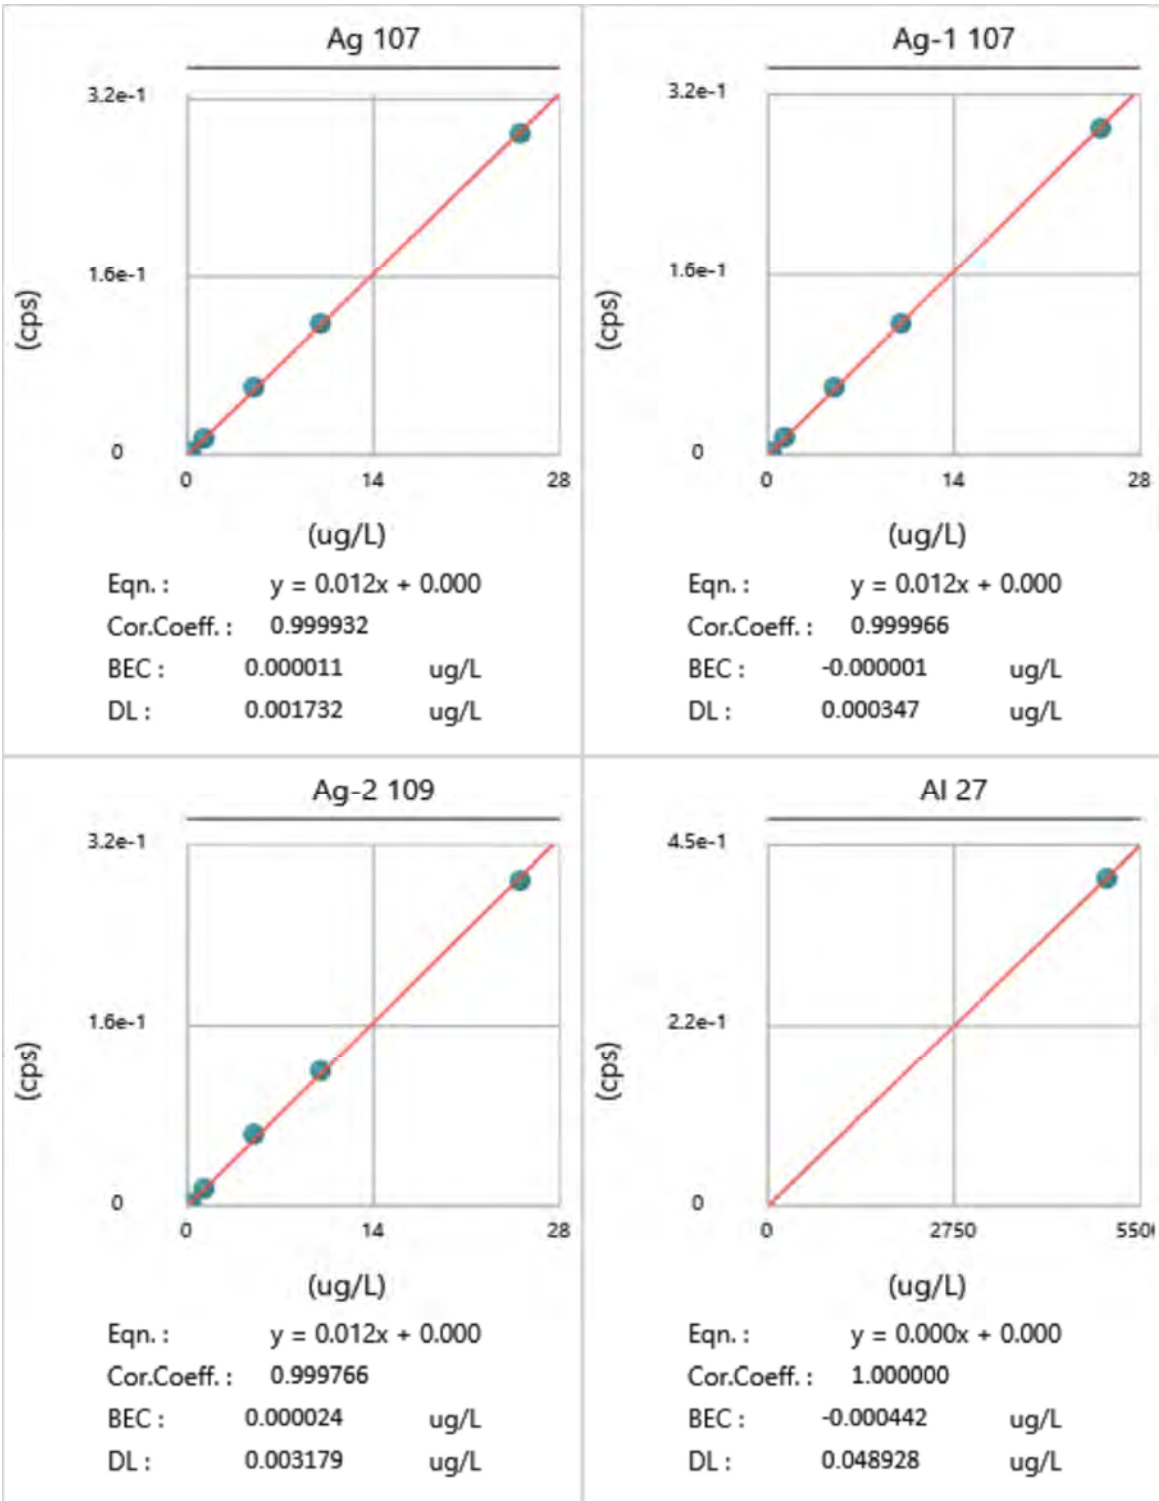 Ag 107
3.2e-1
1.6e-1
0
(cps)
0 14 28
(ug/L)
Eqn. : y = 0.012x + 0.000
Cor.Coeff. : 0.999932
BEC : 0.000011 ug/L
DL : 0.001732 ug/L
Ag-1 107
3.2e-1
1.6e-1
0
(cps)
0 14 28
(ug/L)
Eqn. : y = 0.012x + 0.000
Cor.Coeff. : 0.999966
BEC : -0.000001 ug/L
DL : 0.000347 ug/L
Ag-2 109
3.2e-1
1.6e-1
0
(cps)
0 14 28
(ug/L)
Eqn. : y = 0.012x + 0.000
Cor.Coeff. : 0.999766
BEC : 0.000024 ug/L
DL : 0.003179 ug/L
Al 27
4.5e-1
2.2e-1
0
(cps)
0 2750
(ug/L)
Eqn. : y = 0.000x + 0.000
Cor.Coeff. : 1.000000
BEC : -0.000442 ug/L
DL : 0.048928 ug/L